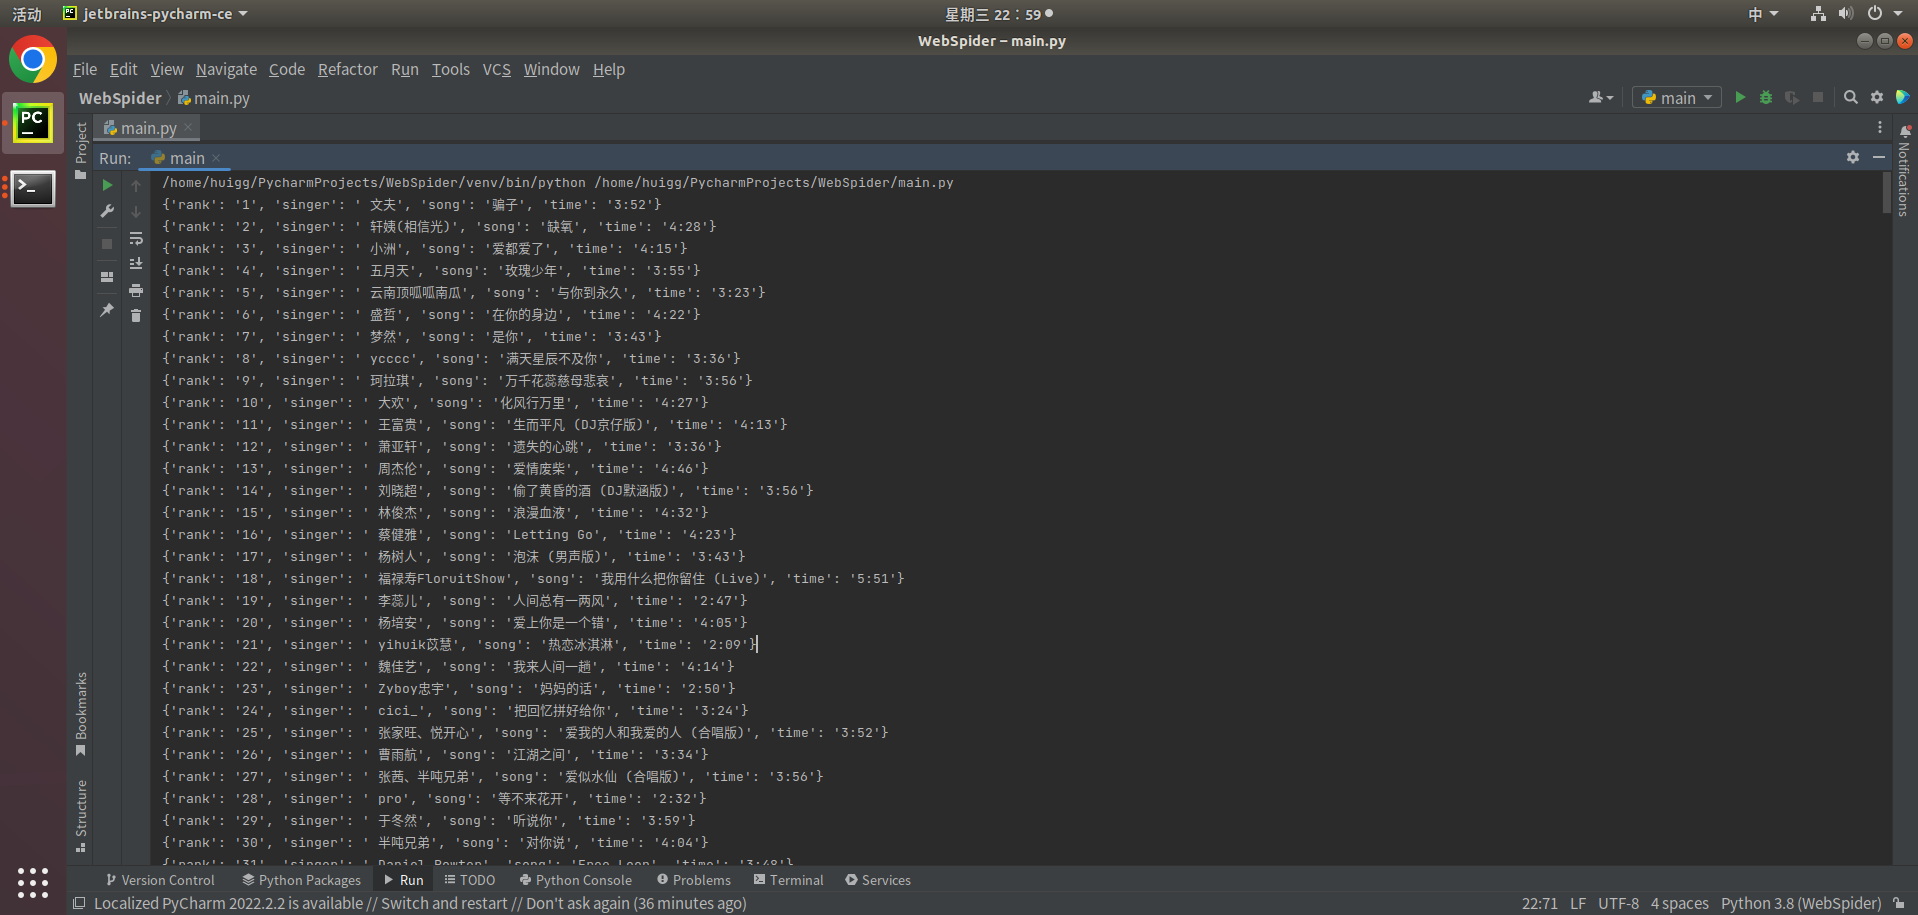 活动 jetbrains-pycharm-ce 星期三 22：59 中
WebSpider – main.py
File Edit View Navigate Code Refactor Run Tools VCS Window Help
WebSpider main.py main
main.py
Run: main
Project
Notifications
Bookmarks
Structure
/home/huigg/PycharmProjects/WebSpider/venv/bin/python /home/huigg/PycharmProjects/WebSpider/main.py
{'rank': '1', 'singer': ' 文夫', 'song': '骗子', 'time': '3:52'}
{'rank': '2', 'singer': ' 轩姨(相信光)', 'song': '缺氧', 'time': '4:28'}
{'rank': '3', 'singer': ' 小洲', 'song': '爱都爱了', 'time': '4:15'}
{'rank': '4', 'singer': ' 五月天', 'song': '玫瑰少年', 'time': '3:55'}
{'rank': '5', 'singer': ' 云南顶呱呱南瓜', 'song': '与你到永久', 'time': '3:23'}
{'rank': '6', 'singer': ' 盛哲', 'song': '在你的身边', 'time': '4:22'}
{'rank': '7', 'singer': ' 梦然', 'song': '是你', 'time': '3:43'}
{'rank': '8', 'singer': ' ycccc', 'song': '满天星辰不及你', 'time': '3:36'}
{'rank': '9', 'singer': ' 珂拉琪', 'song': '万千花蕊慈母悲哀', 'time': '3:56'}
{'rank': '10', 'singer': ' 大欢', 'song': '化风行万里', 'time': '4:27'}
{'rank': '11', 'singer': ' 王富贵', 'song': '生而平凡 (DJ京仔版)', 'time': '4:13'}
{'rank': '12', 'singer': ' 萧亚轩', 'song': '遗失的心跳', 'time': '3:36'}
{'rank': '13', 'singer': ' 周杰伦', 'song': '爱情废柴', 'time': '4:46'}
{'rank': '14', 'singer': ' 刘晓超', 'song': '偷了黄昏的酒 (DJ默涵版)', 'time': '3:56'}
{'rank': '15', 'singer': ' 林俊杰', 'song': '浪漫血液', 'time': '4:32'}
{'rank': '16', 'singer': ' 蔡健雅', 'song': 'Letting Go', 'time': '4:23'}
{'rank': '17', 'singer': ' 杨树人', 'song': '泡沫 (男声版)', 'time': '3:43'}
{'rank': '18', 'singer': ' 福禄寿FloruitShow', 'song': '我用什么把你留住 (Live)', 'time': '5:51'}
{'rank': '19', 'singer': ' 李蕊儿', 'song': '人间总有一两风', 'time': '2:47'}
{'rank': '20', 'singer': ' 杨培安', 'song': '爱上你是一个错', 'time': '4:05'}
{'rank': '21', 'singer': ' yihuik苡慧', 'song': '热恋冰淇淋', 'time': '2:09'}
{'rank': '22', 'singer': ' 魏佳艺', 'song': '我来人间一趟', 'time': '4:14'}
{'rank': '23', 'singer': ' Zyboy忠宇', 'song': '妈妈的话', 'time': '2:50'}
{'rank': '24', 'singer': ' cici_', 'song': '把回忆拼好给你', 'time': '3:24'}
{'rank': '25', 'singer': ' 张家旺、悦开心', 'song': '爱我的人和我爱的人 (合唱版)', 'time': '3:52'}
{'rank': '26', 'singer': ' 曹雨航', 'song': '江湖之间', 'time': '3:34'}
{'rank': '27', 'singer': ' 张茜、半吨兄弟', 'song': '爱似水仙 (合唱版)', 'time': '3:56'}
{'rank': '28', 'singer': ' pro', 'song': '等不来花开', 'time': '2:32'}
{'rank': '29', 'singer': ' 于冬然', 'song': '听说你', 'time': '3:59'}
{'rank': '30', 'singer': ' 半吨兄弟', 'song': '对你说', 'time': '4:04'}
{'rank': '31', 'singer': ' Daniel Powter', 'song': 'Free Loop', 'time': '3:48'}
Version Control Python Packages Run TODO Python Console Problems Terminal Services
Localized PyCharm 2022.2.2 is available // Switch and restart // Don't ask again (36 minutes ago) 22:71 LF UTF-8 4 spaces Python 3.8 (WebSpider)